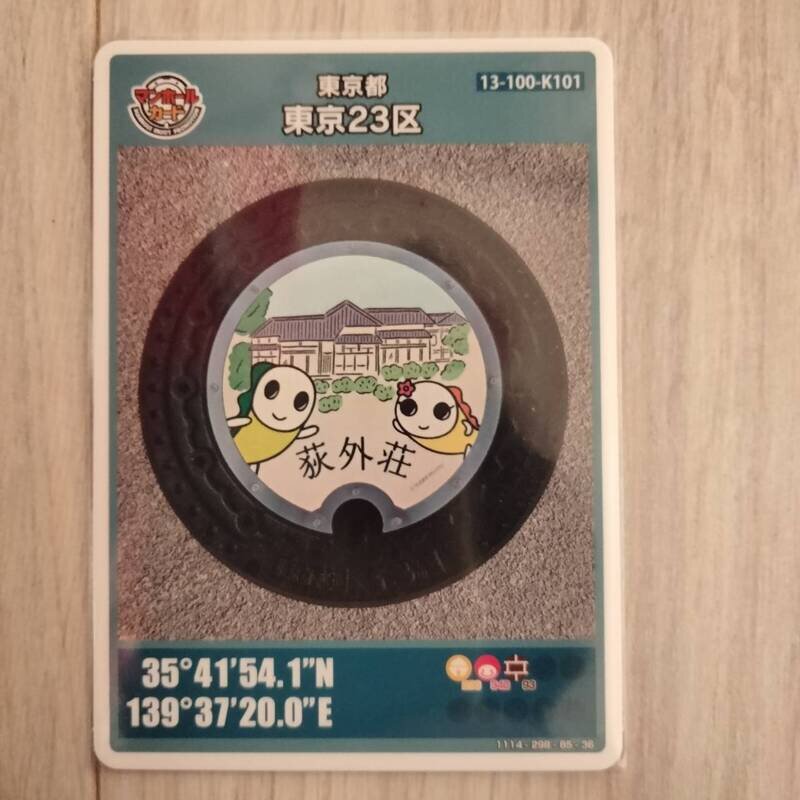 マンホール
カード
東京都
東京23区
13-100-K101
荻外荘
35°41'54.1"N
139°37'20.0"E
1114-298-85-36